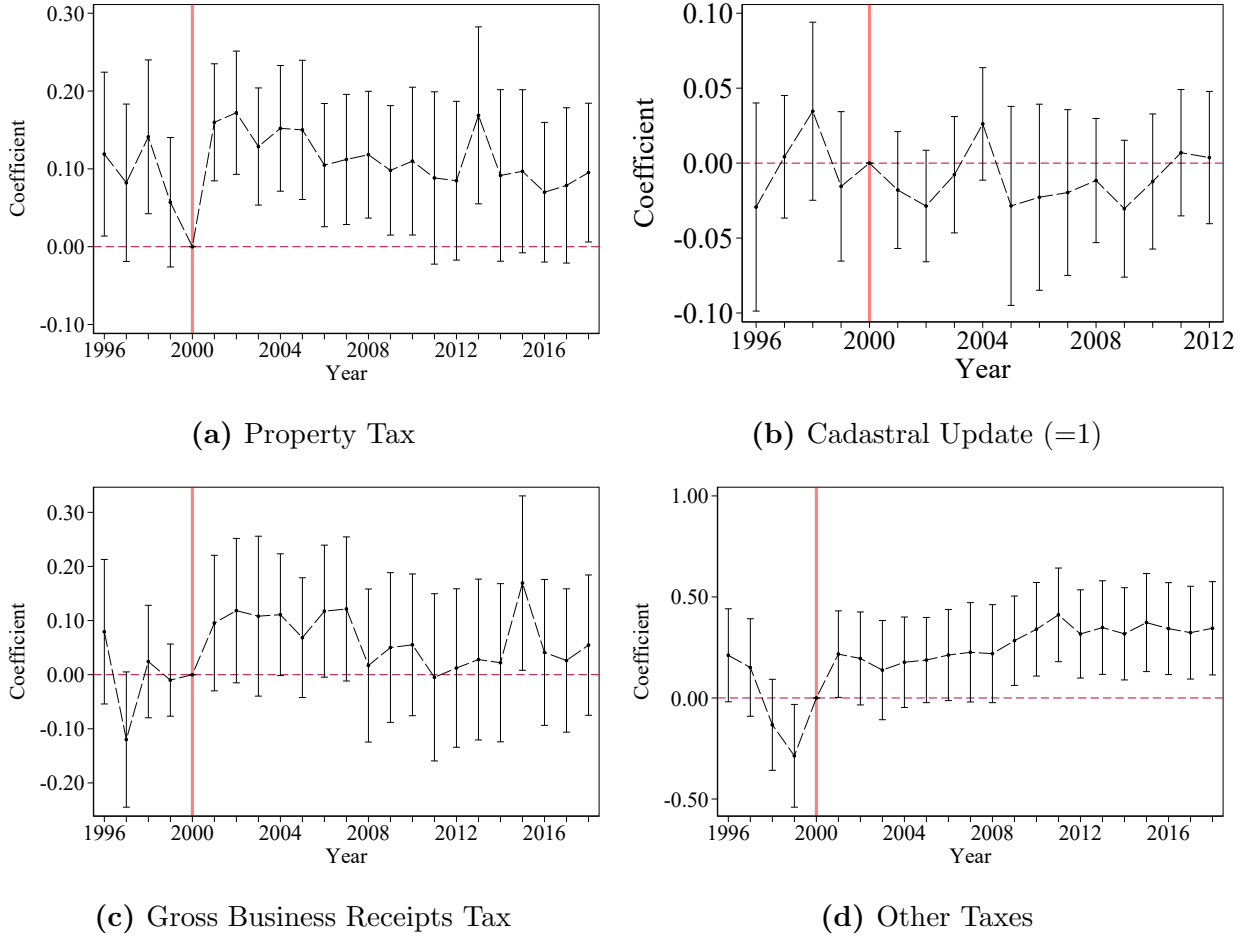 0.30
0.20
0.10
0.00
-0.10
Coefficient
1996 2000 2004 2008 2012 2016
Year
(a) Property Tax
0.10
0.05
0.00
-0.05
-0.10
Coefficient
1996 2000 2004 2008 2012
Year
(b) Cadastral Update (=1)
0.30
0.20
0.10
0.00
-0.10
-0.20
Coefficient
1996 2000 2004 2008 2012 2016
Year
(c) Gross Business Receipts Tax
1.00
0.50
0.00
-0.50
Coefficient
1996 2000 2004 2008 2012 2016
Year
(d) Other Taxes